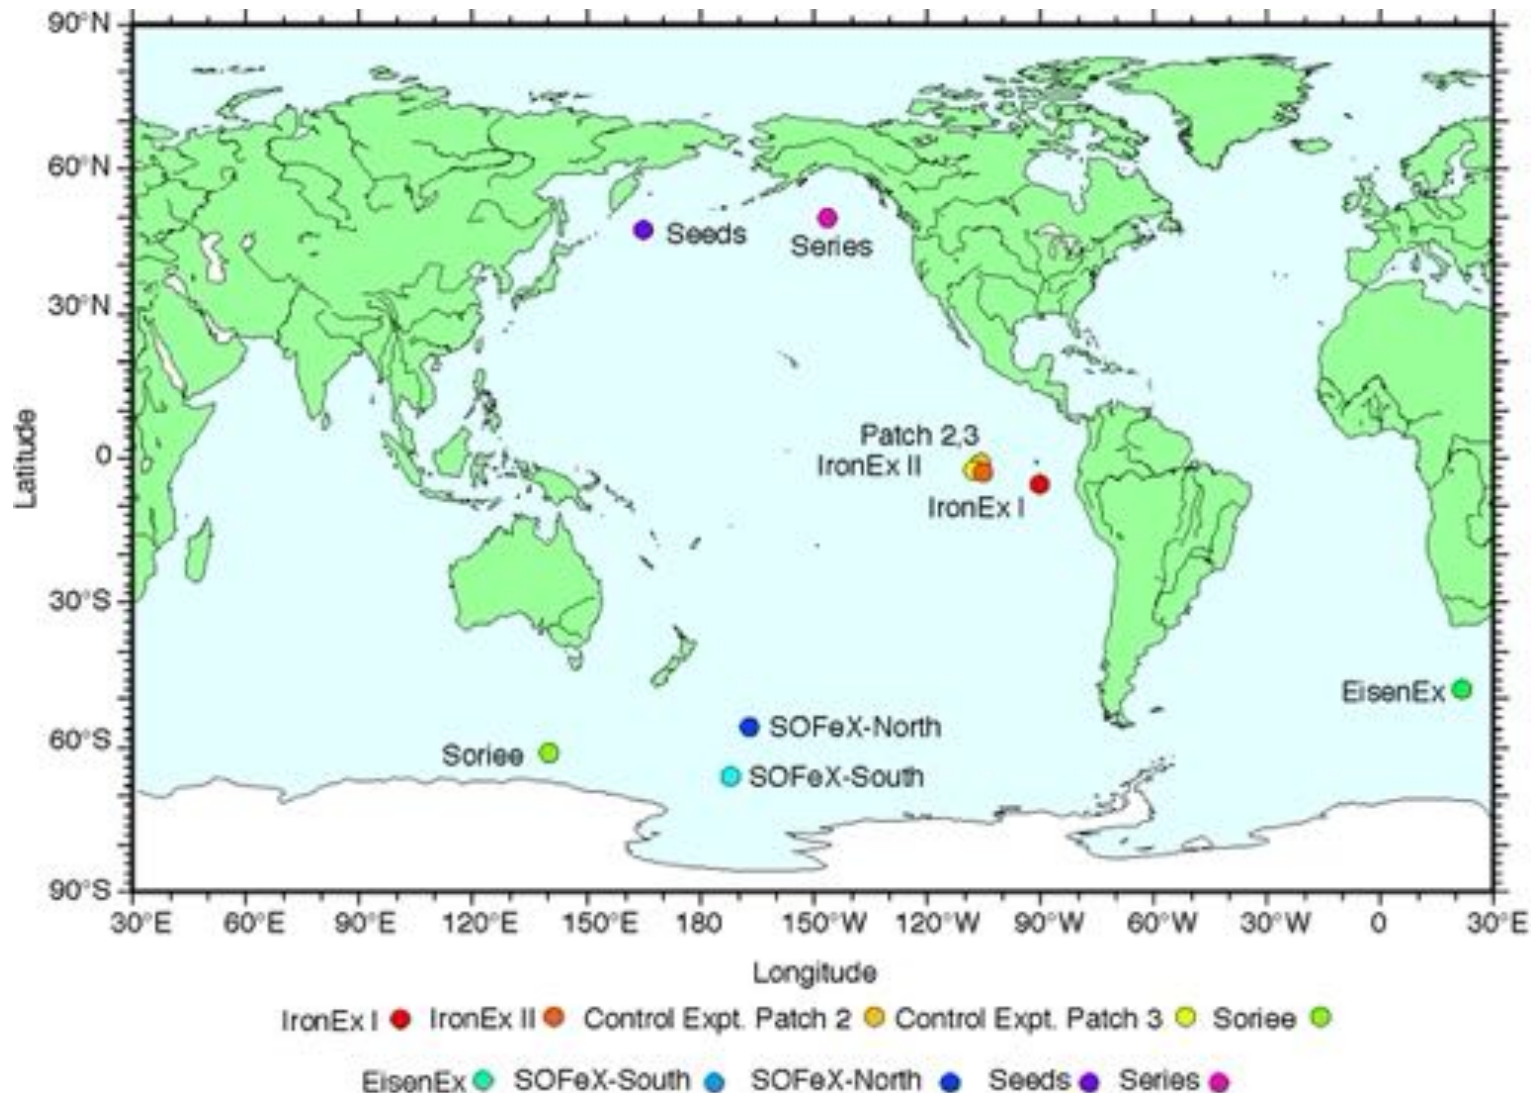 90°N
60°N
30°N
0
30°S
60°S
90°S
Latitude
Seeds
Series
Patch 2,3
IronEx II
IronEx I
EisenEx
SOFeX-North
Soriee
SOFeX-South
30°E 60°E 90°E 120°E 150°E 180 150°W 120°W 90°W 60°W 30°W 0 30°E
Longitude
IronEx I IronEx II Control Expt. Patch 2 Control Expt. Patch 3 Soriee
EisenEx SOFeX-South SOFeX-North Seeds Series